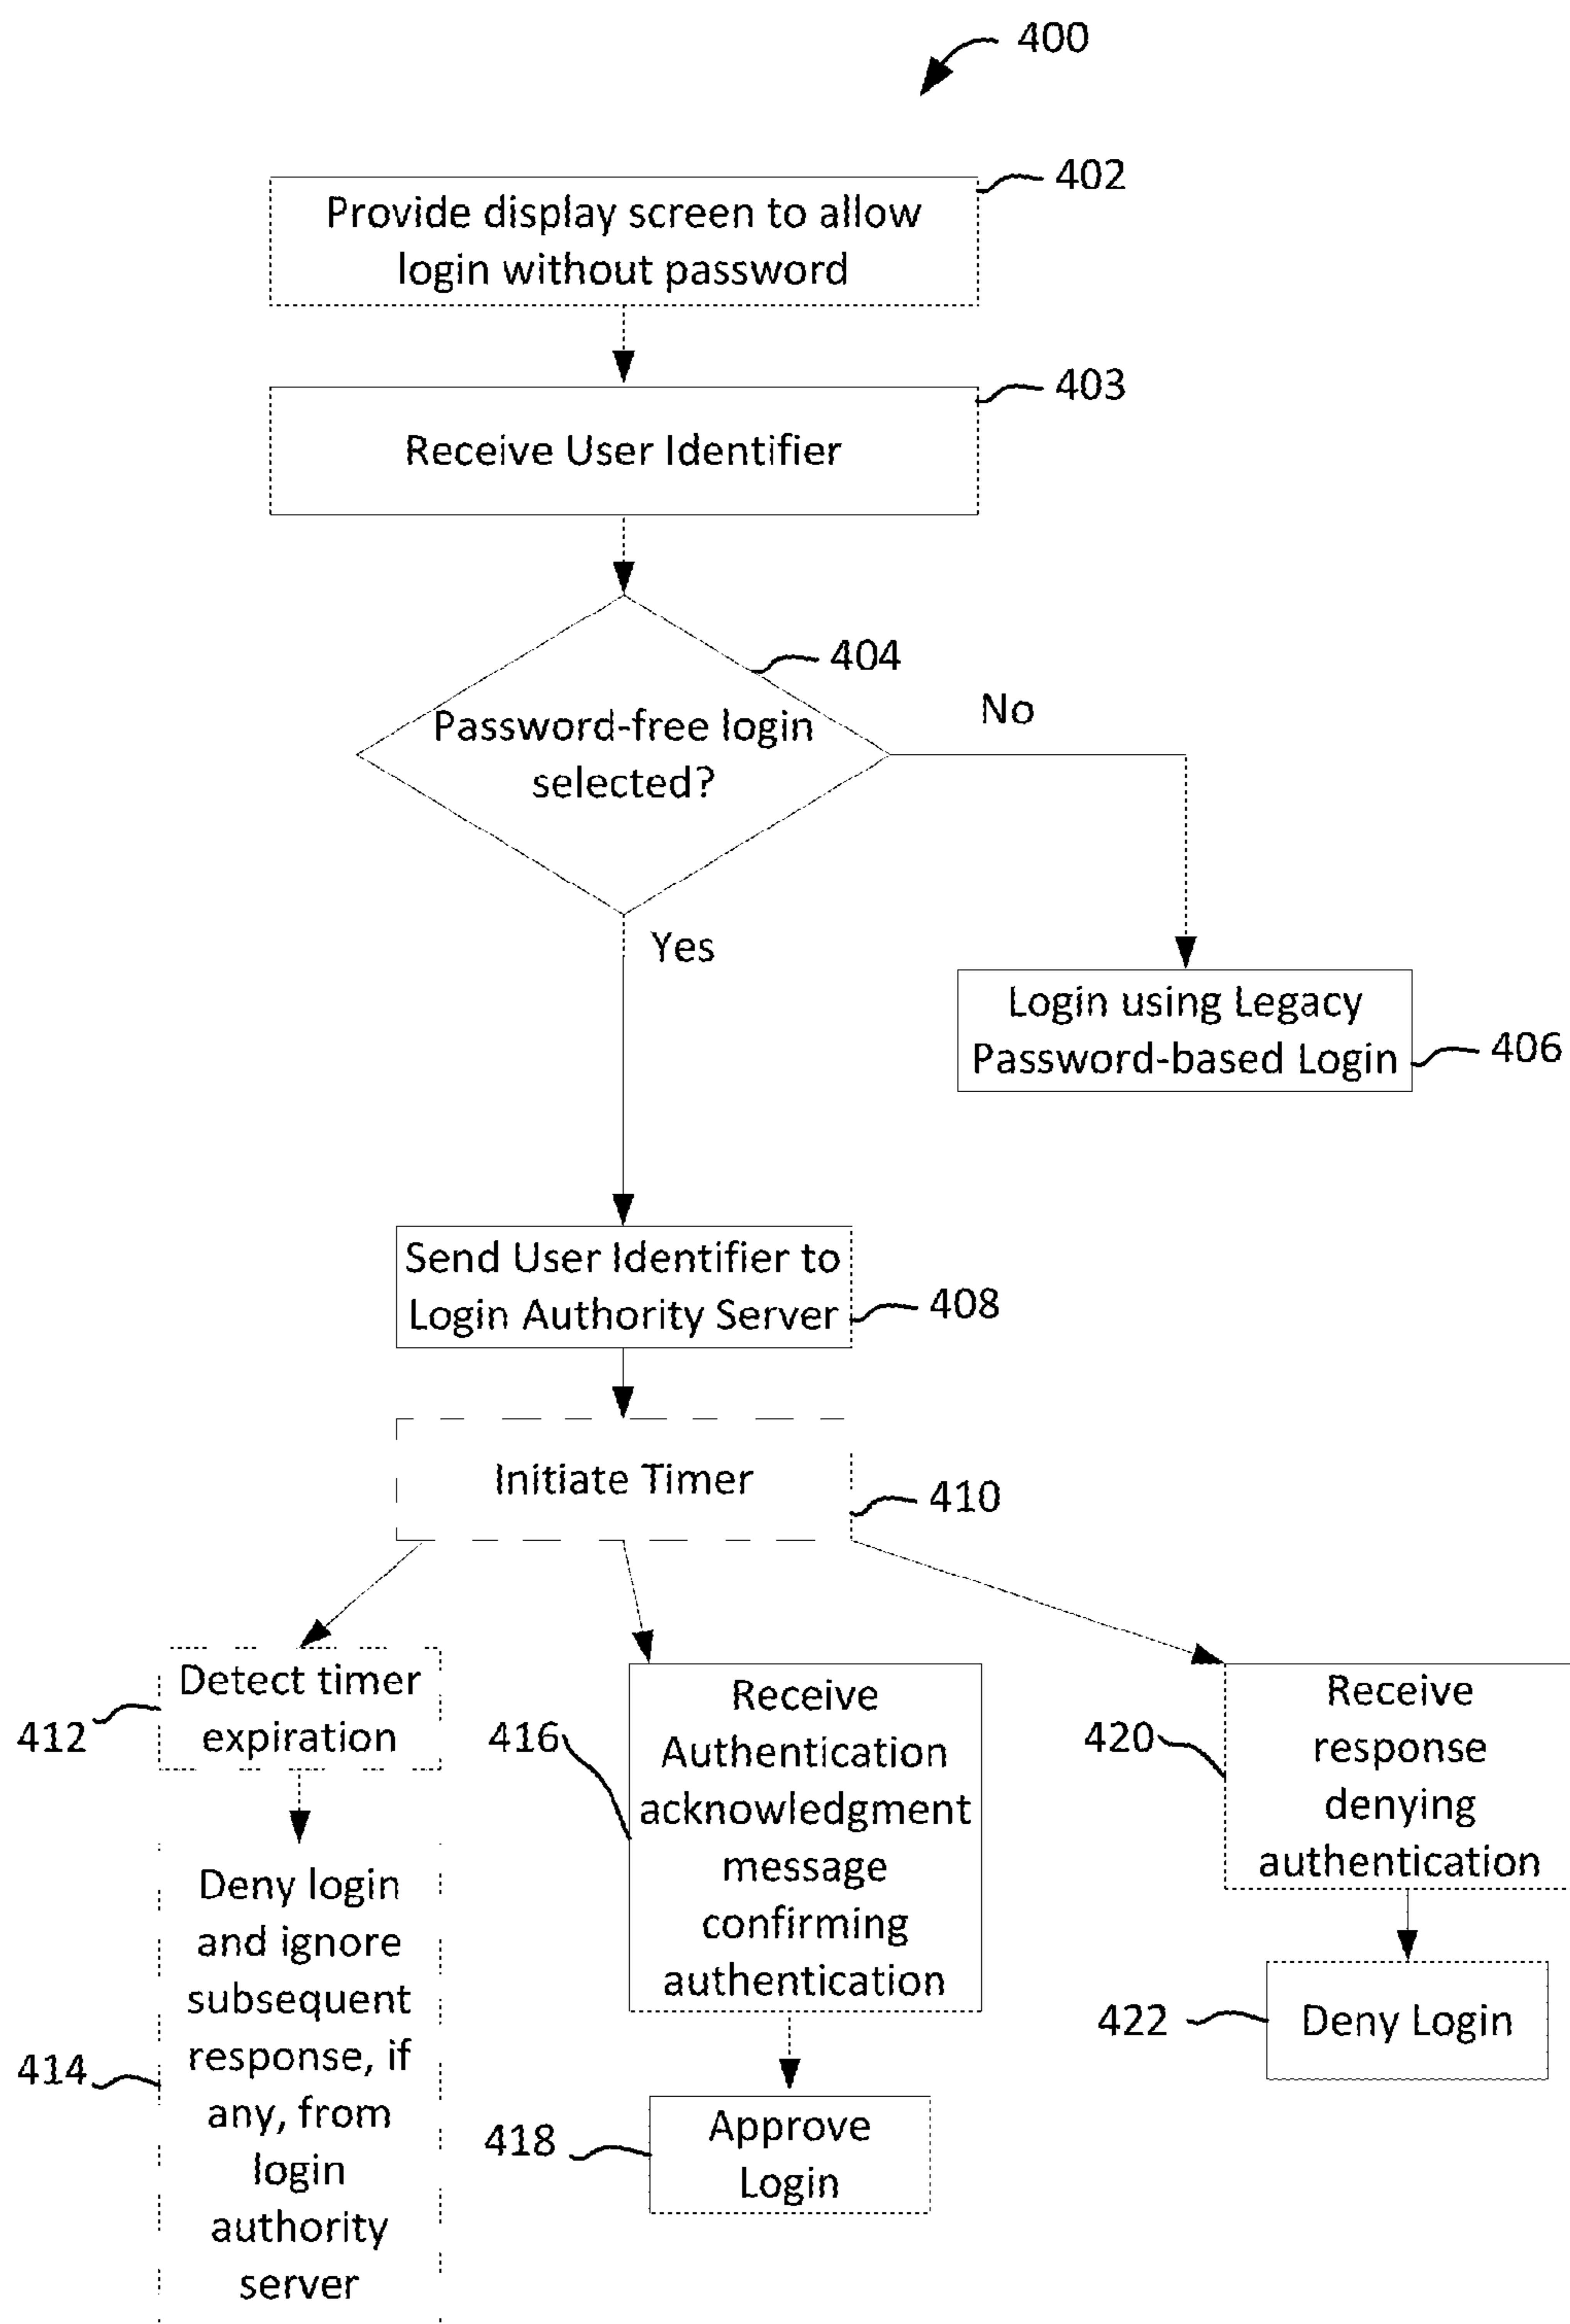 400
402
Provide display screen to allow
login without password
403
Receive User Identifier
404
Password-free login
selected?
No
Yes
Login using Legacy
Password-based Login
406
Send User Identifier to
Login Authority Server
408
Initiate Timer
410
Detect timer
expiration
412
Deny login
and ignore
subsequent
response, if
any, from
login
authority
server
414
Receive
Authentication
acknowledgment
message
confirming
authentication
416
Approve
Login
418
Receive
response
denying
authentication
420
Deny Login
422